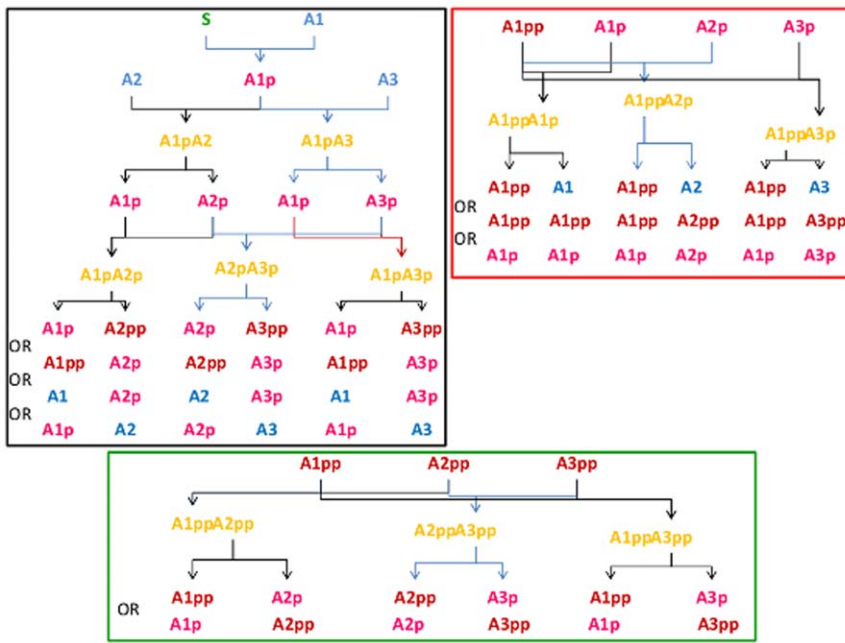 S A1
A2 A1p A3
A1pA2 A1pA3
A1p A2p A1p A3p
A1pA2p A2pA3p A1pA3p
A1p A2pp A2p A3pp A1p A3pp
OR
A1pp A2p A2pp A3p A1pp A3p
OR
A1 A2p A2 A3p A1 A3p
OR
A1p A2 A2p A3 A1p A3
A1pp A1p A2p A3p
A1ppA1p A1ppA2p A1ppA3p
A1pp A1 A1pp A2 A1pp A3
OR
A1pp A1pp A1pp A2pp A1pp A3pp
OR
A1p A1p A1p A2p A1p A3p
A1pp A2pp A3pp
A1ppA2pp A2ppA3pp A1ppA3pp
A1pp A2p A2pp A3p A1pp A3p
OR
A1p A2pp A2p A3pp A1p A3pp